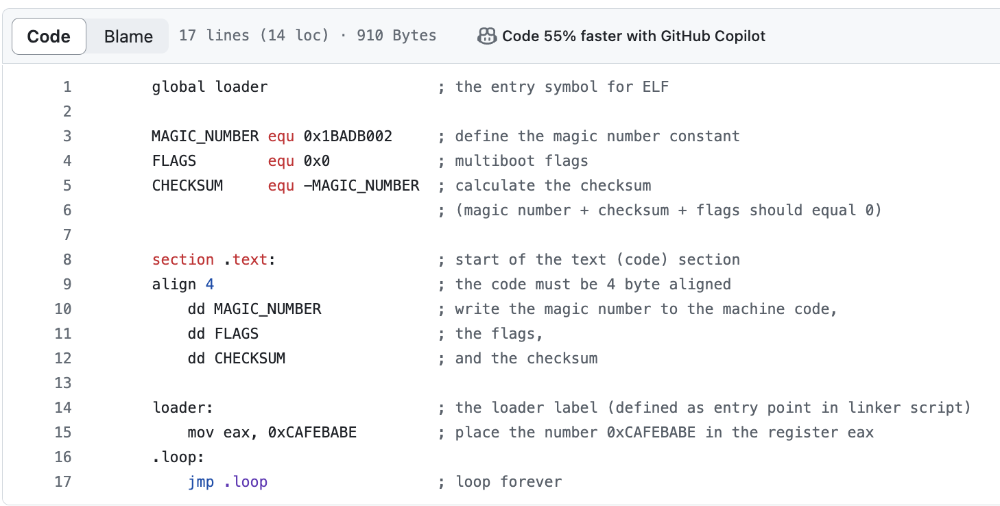 Code Blame 17 lines (14 loc) · 910 Bytes Code 55% faster with GitHub Copilot
1 global loader ; the entry symbol for ELF
2
3 MAGIC_NUMBER equ 0x1BADB002 ; define the magic number constant
4 FLAGS equ 0x0 ; multiboot flags
5 CHECKSUM equ -MAGIC_NUMBER ; calculate the checksum
6 ; (magic number + checksum + flags should equal 0)
7
8 section .text: ; start of the text (code) section
9 align 4 ; the code must be 4 byte aligned
10 dd MAGIC_NUMBER ; write the magic number to the machine code,
11 dd FLAGS ; the flags,
12 dd CHECKSUM ; and the checksum
13
14 loader: ; the loader label (defined as entry point in linker script)
15 mov eax, 0xCAFEBABE ; place the number 0xCAFEBABE in the register eax
16 .loop:
17 jmp .loop ; loop forever